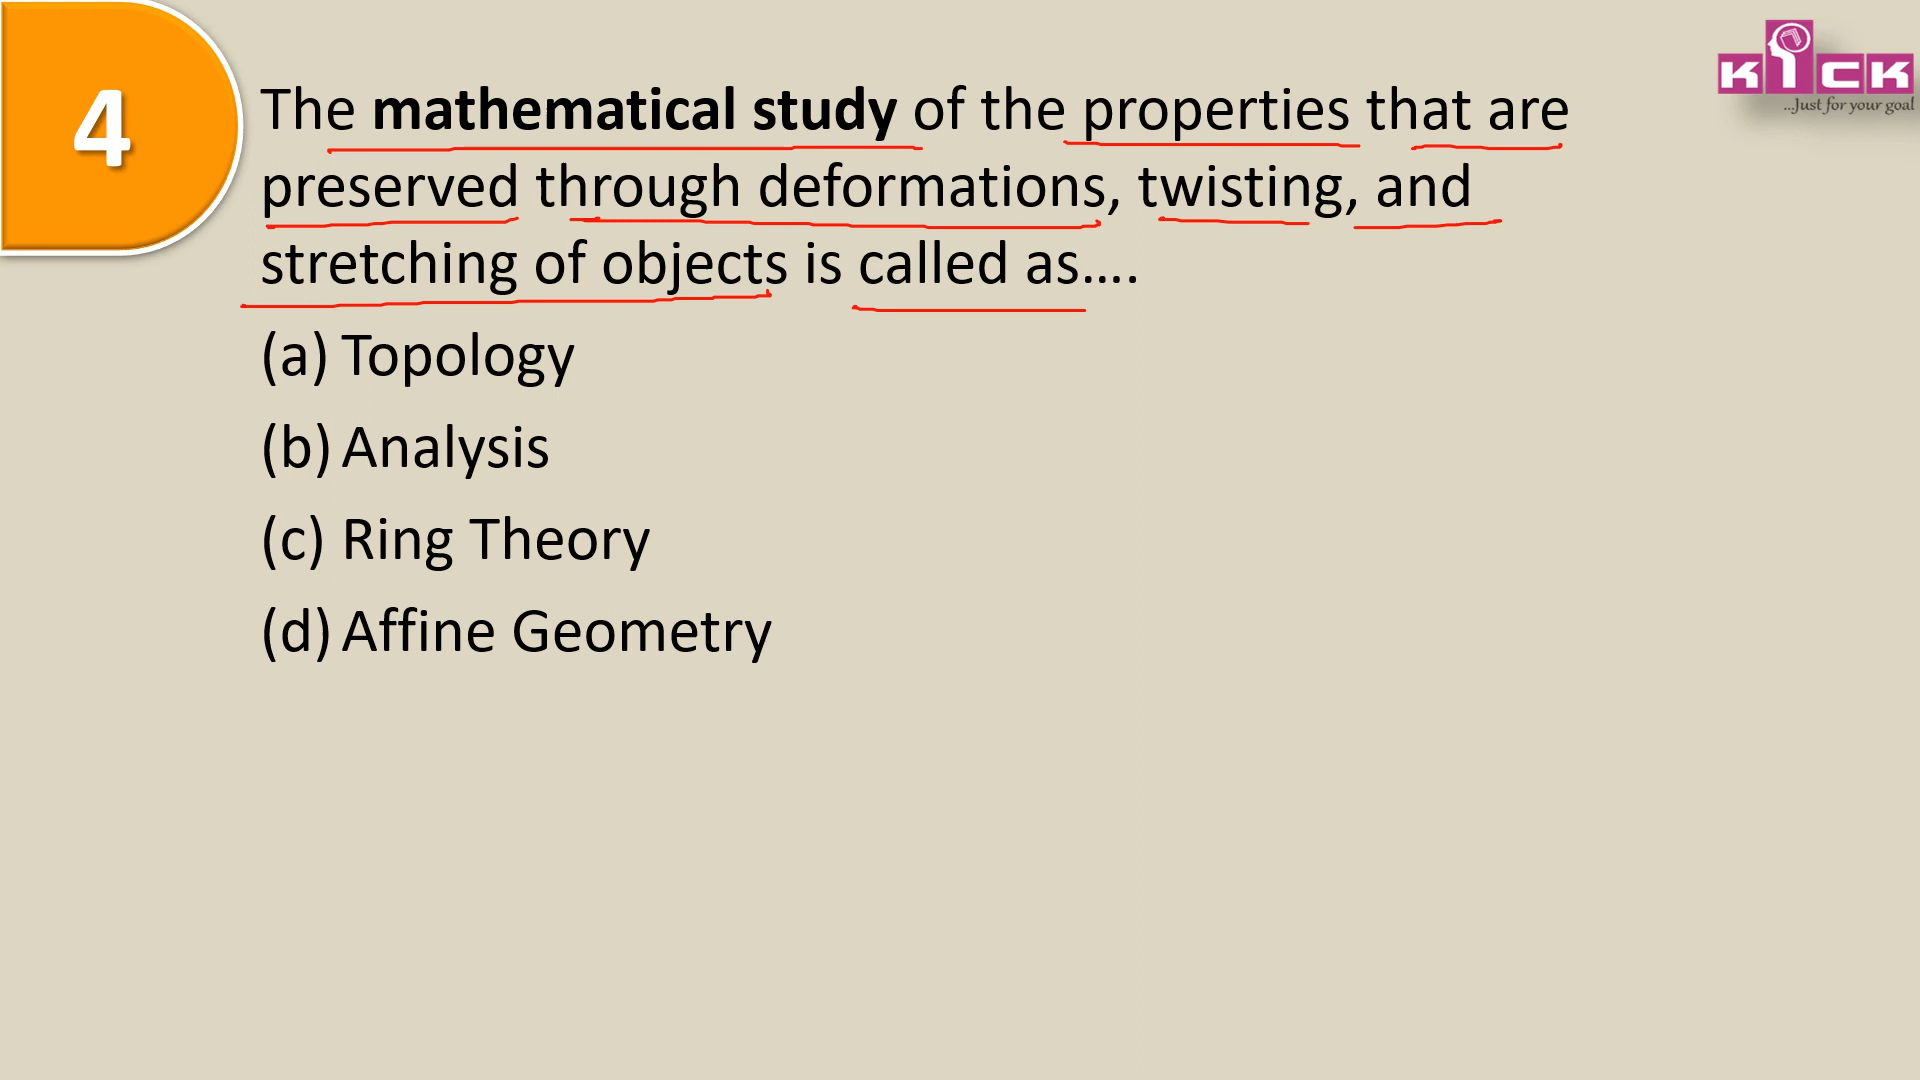 4
The mathematical study of the properties that are
preserved through deformations, twisting, and
stretching of objects is called as....
(a) Topology
(b) Analysis
(c) Ring Theory
(d) Affine Geometry
KICK
...Just for your goal